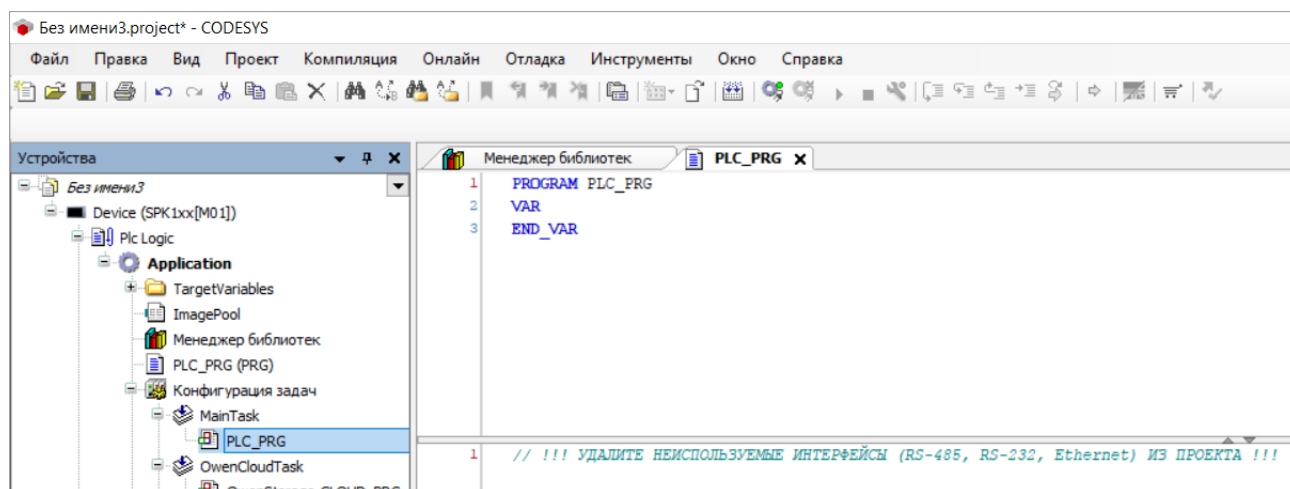 Без имени3.project* - CODESYS
Файл Правка Вид Проект Компиляция Онлайн Отладка Инструменты Окно Справка
Устройства
Без имени3
Device (SPK1xx[M01])
Plc Logic
Application
TargetVariables
ImagePool
Менеджер библиотек
PLC_PRG (PRG)
Конфигурация задач
MainTask
PLC_PRG
OwenCloudTask
Менеджер библиотек PLC_PRG
1 PROGRAM PLC_PRG
2 VAR
3 END_VAR
1 // !!! УДАЛИТЕ НЕИСПОЛЬЗУЕМЫЕ ИНТЕРФЕЙСЫ (RS-485, RS-232, Ethernet) ИЗ ПРОЕКТА !!!